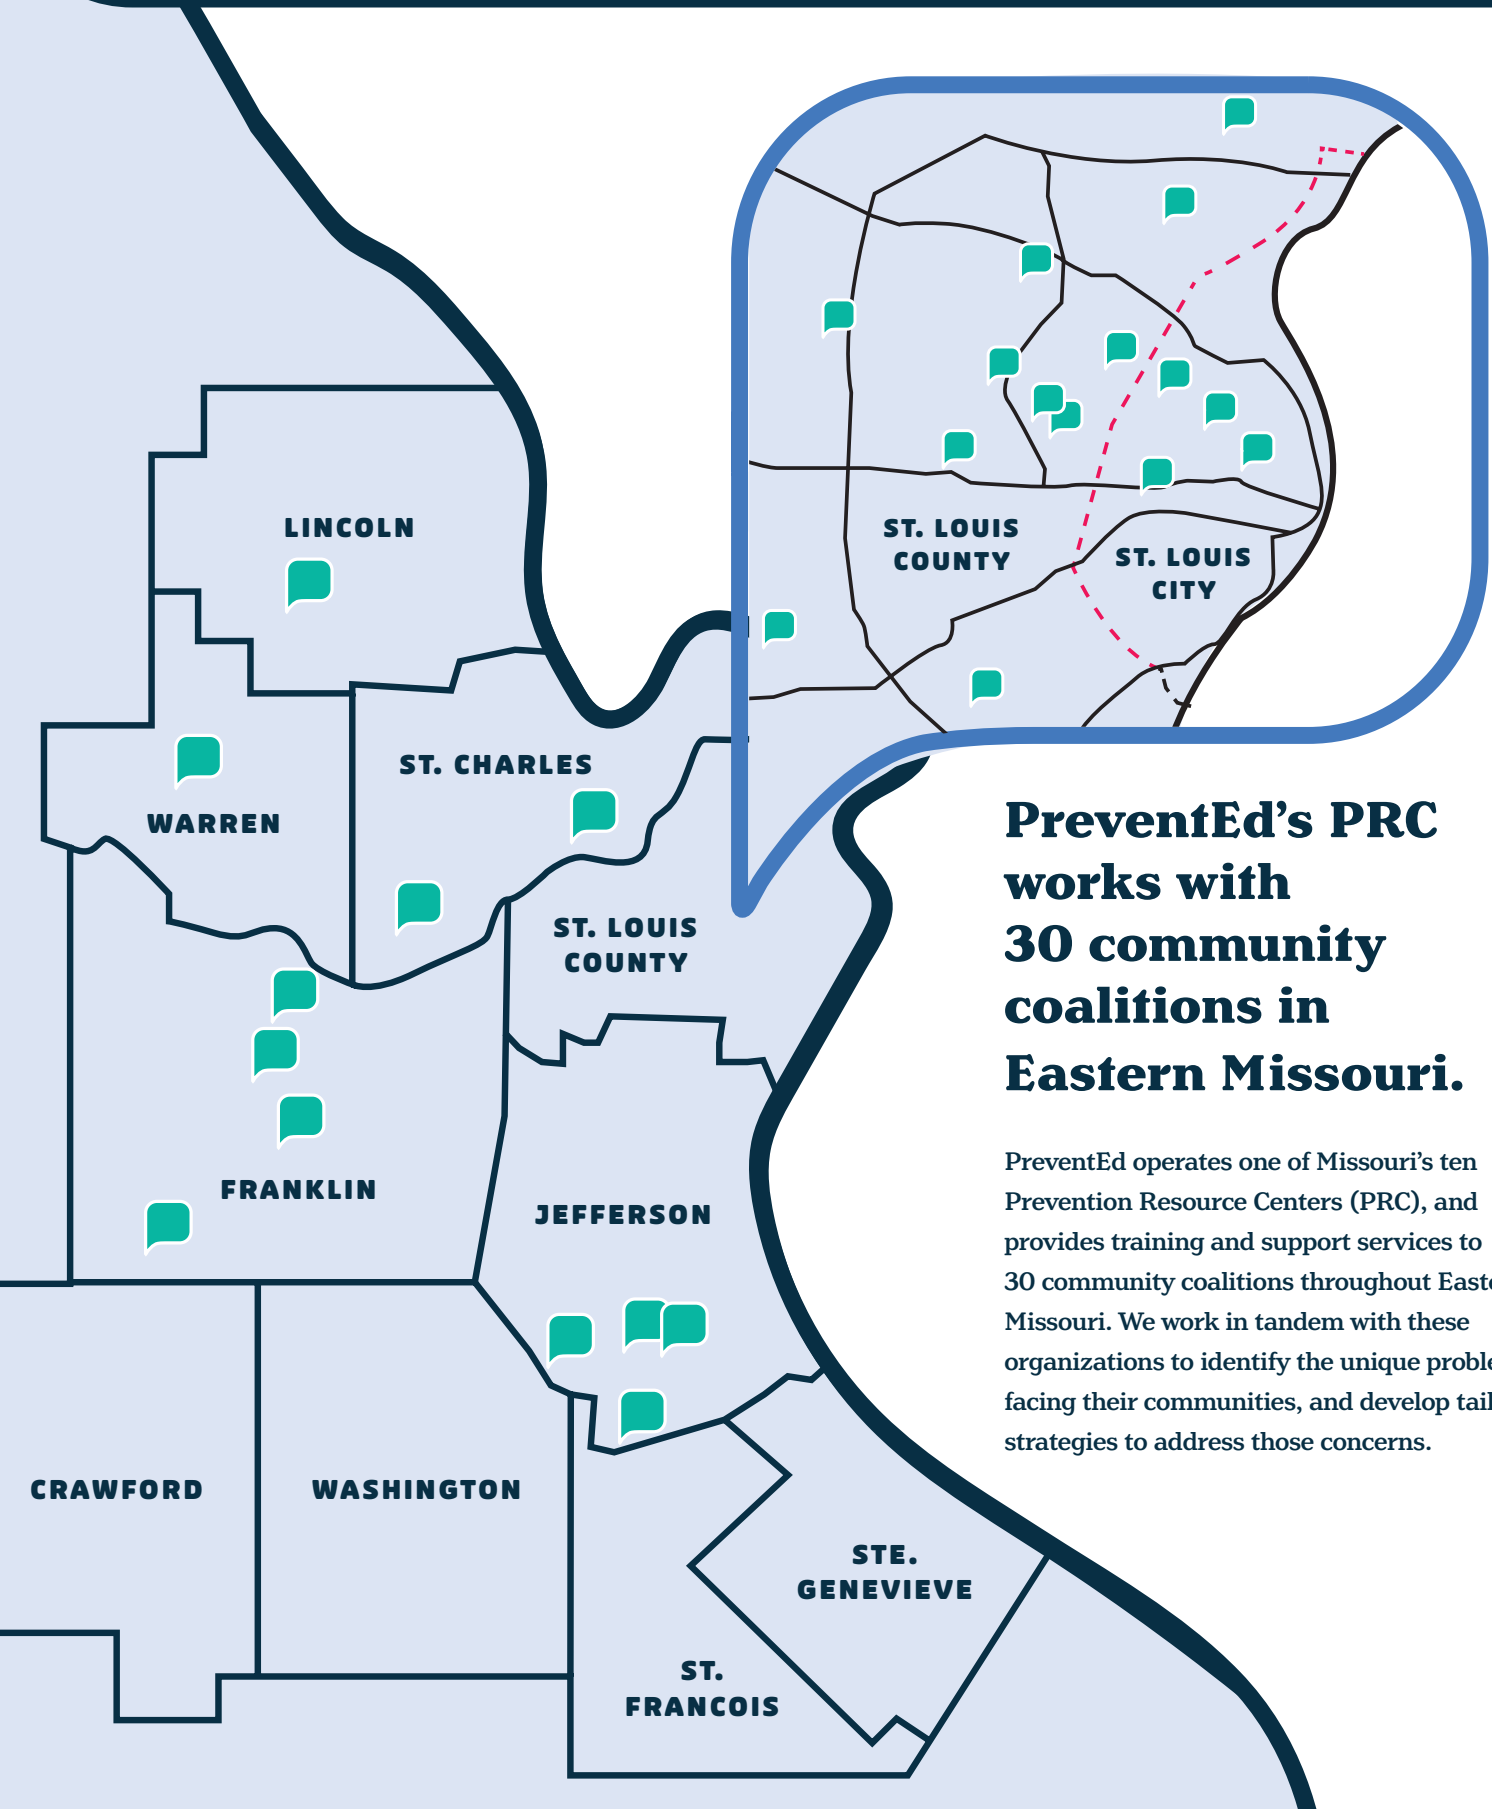 LINCOLN
WARREN
ST. CHARLES
ST. LOUIS
COUNTY
ST. LOUIS
CITY
ST. LOUIS
COUNTY
FRANKLIN
JEFFERSON
CRAWFORD
WASHINGTON
STE.
GENEVIEVE
ST.
FRANCOIS
PreventEd’s PRC
works with
30 community
coalitions in
Eastern Missouri.
PreventEd operates one of Missouri’s ten
Prevention Resource Centers (PRC), and
provides training and support services to
30 community coalitions throughout
Missouri. We work in tandem with these
organizations to identify the unique
facing their communities, and develop
strategies to address those concerns.